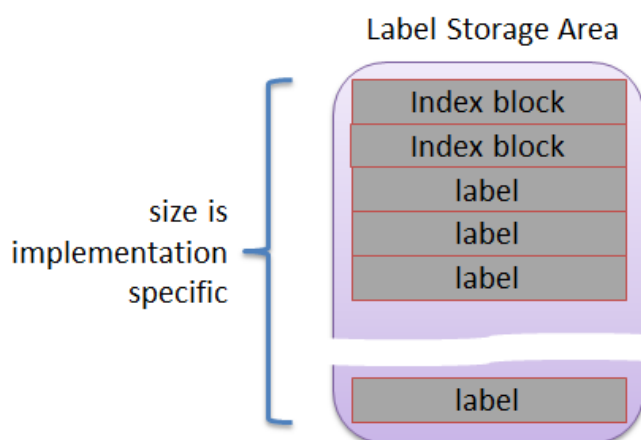 Label Storage Area
Index block
Index block
label
label
label
size is
implementation
specific
label